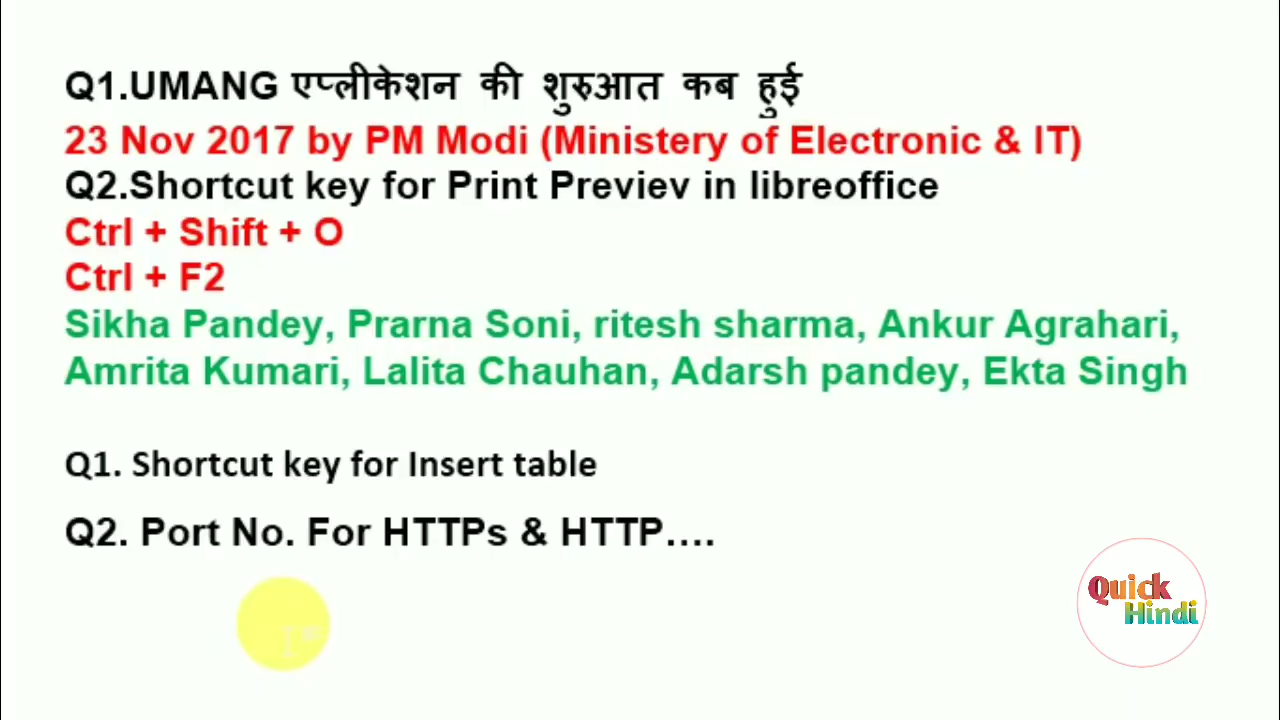 Q1.UMANG एप्लीकेशन की शुरुआत कब हुई
23 Nov 2017 by PM Modi (Ministery of Electronic & IT)
Q2.Shortcut key for Print Previev in libreoffice
Ctrl + Shift + O
Ctrl + F2
Sikha Pandey, Prarna Soni, ritesh sharma, Ankur Agrahari,
Amrita Kumari, Lalita Chauhan, Adarsh pandey, Ekta Singh
Q1. Shortcut key for Insert table
Q2. Port No. For HTTPs & HTTP....
Quick
Hindi